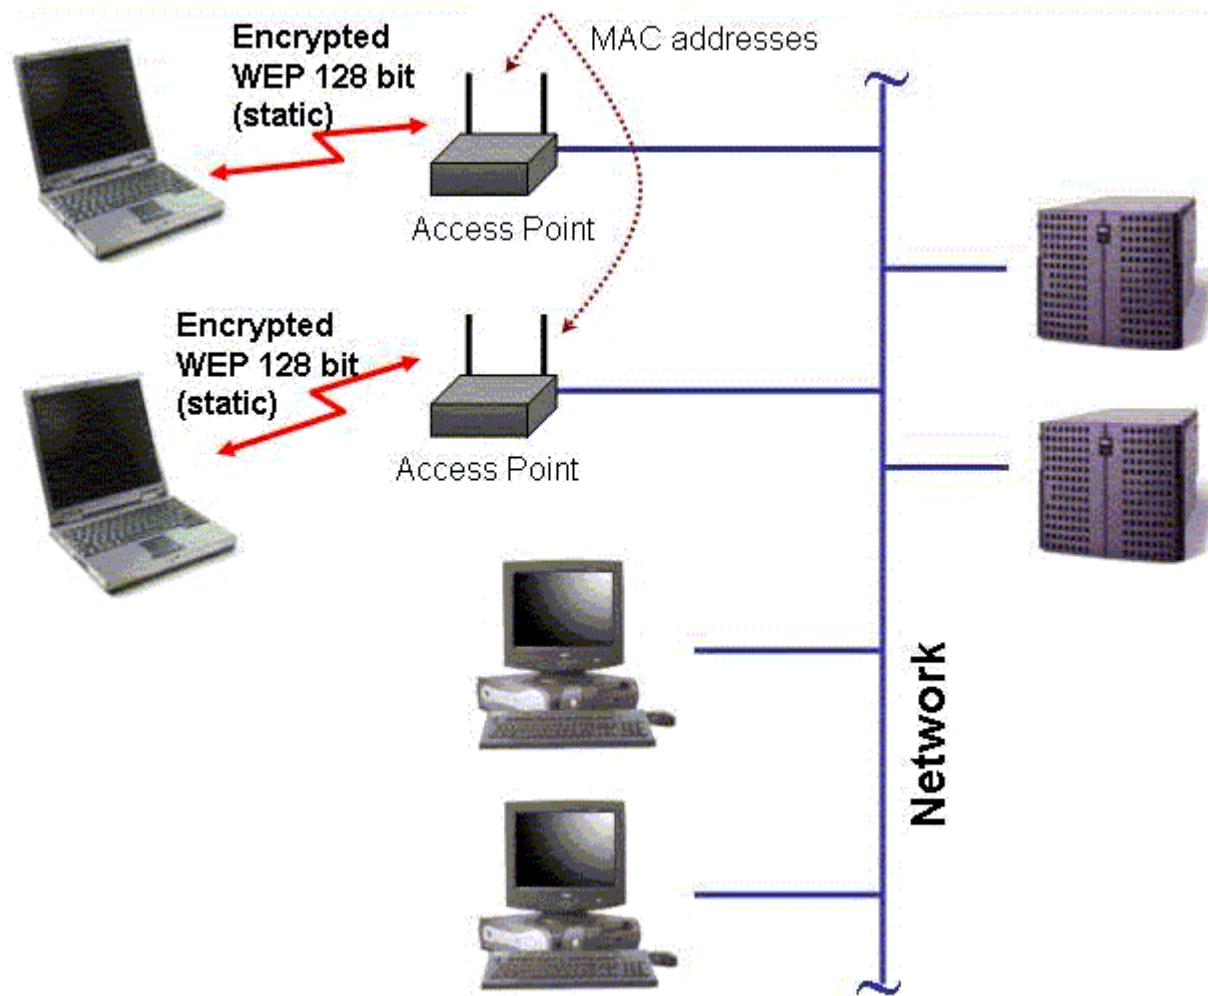 Encrypted
WEP 128 bit
(static)
MAC addresses
Access Point
Encrypted
WEP 128 bit
(static)
Access Point
Network